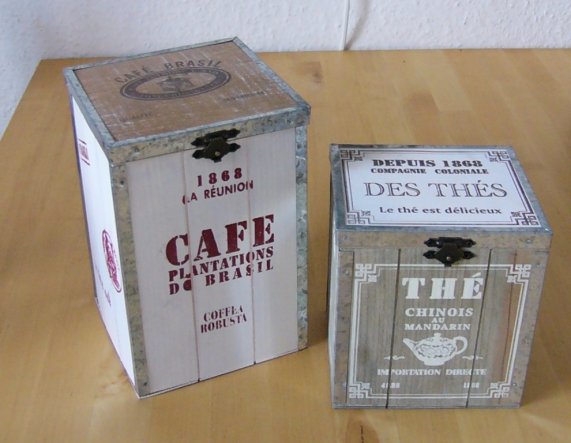 CAFÉ BRASIL
1868
LA RÉUNION
CAFE
PLANTATIONS
DO BRASIL
COFFEA
ROBUSTA
DEPUIS 1868
COMPAGNIE COLONIALE
DES THÉS
Le thé est délicieux
THÉ
CHINOIS
AU
MANDARIN
IMPORTATION DIRECTE